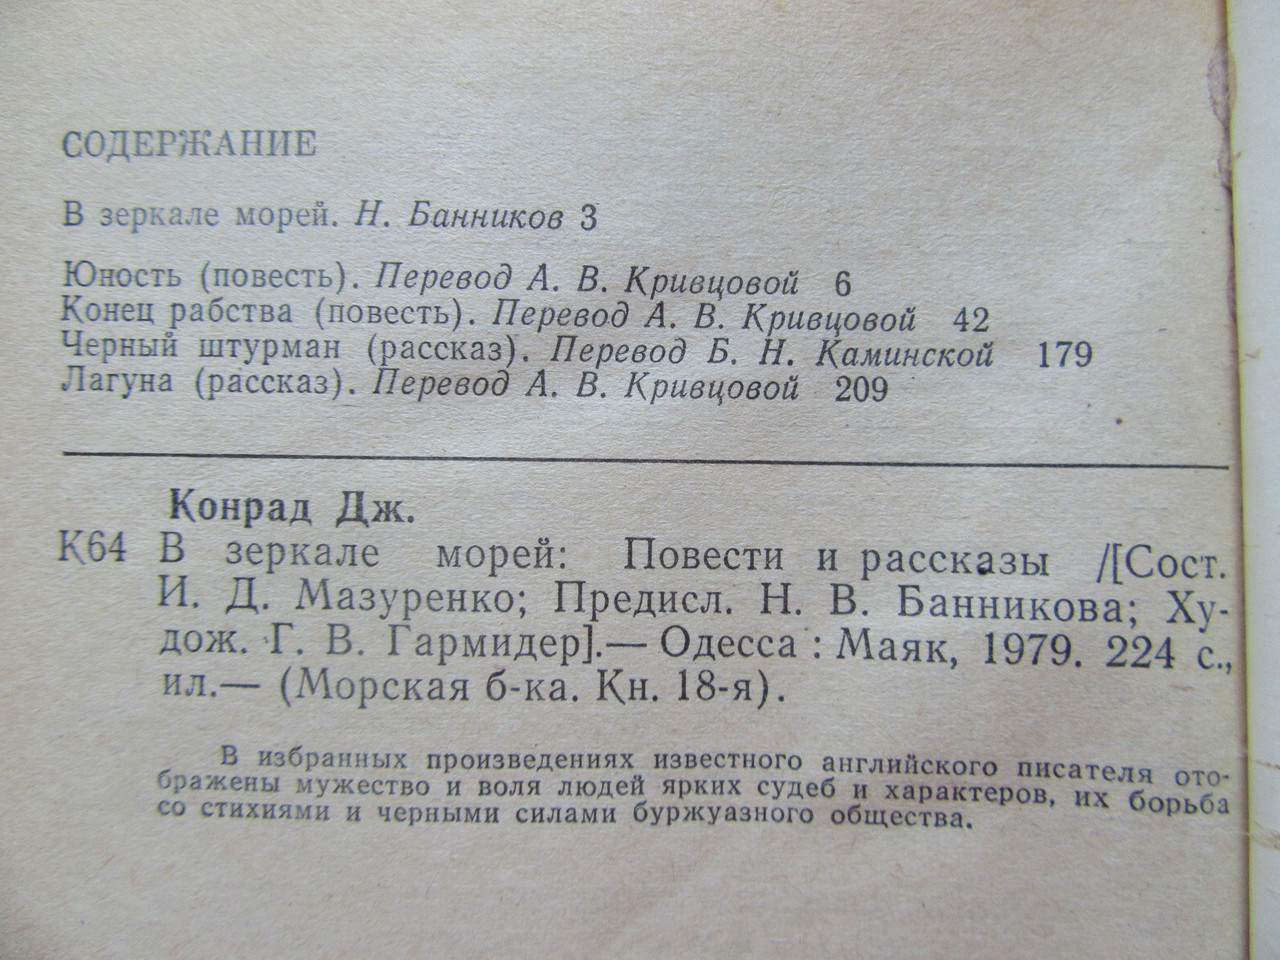 СОДЕРЖАНИЕ
В зеркале морей. Н. Банников 3
Юность (повесть). Перевод А. В. Кривцовой 6
Конец рабства (повесть). Перевод А. В. Кривцовой 42
Черный штурман (рассказ). Перевод Б. Н. Каминской 179
Лагуна (рассказ). Перевод А. В. Кривцовой 209
Конрад Дж.
К64 В зеркале морей: Повести и рассказы /[Сост.
И. Д. Мазуренко; Предисл. Н. В. Банникова; Ху-
дож. Г. В. Гармидер].— Одесса : Маяк, 1979. 224 с.,
ил.— (Морская б-ка. Кн. 18-я).
В избранных произведениях известного английского писателя ото-
бражены мужество и воля людей ярких судеб и характеров, их борьба
со стихиями и черными силами буржуазного общества.